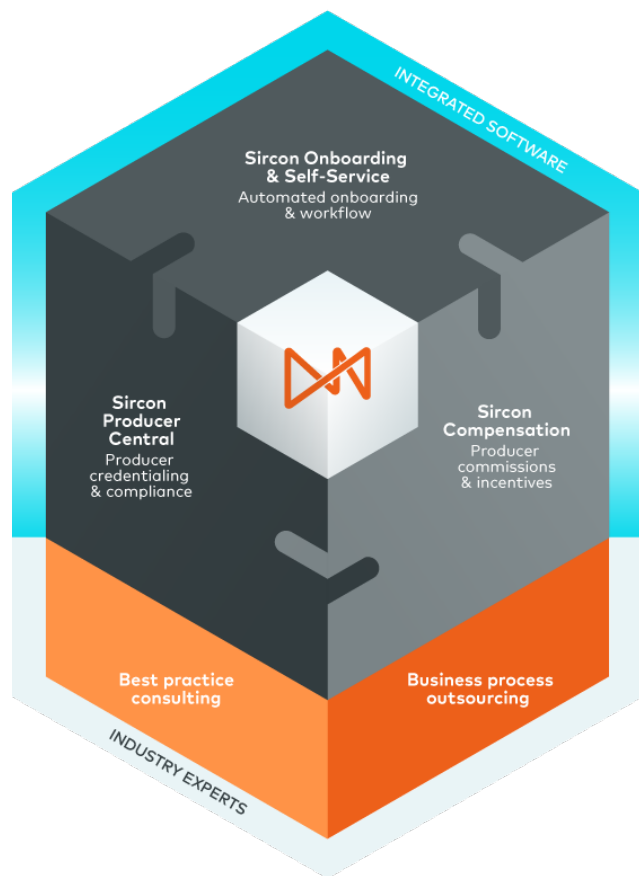 INTEGRATED SOFTWARE
Sircon Onboarding
& Self-Service
Automated onboarding
& workflow
Sircon
Producer
Central
Producer
credentialing
& compliance
Sircon
Compensation
Producer
commissions
& incentives
Best practice
consulting
Business process
outsourcing
INDUSTRY EXPERTS